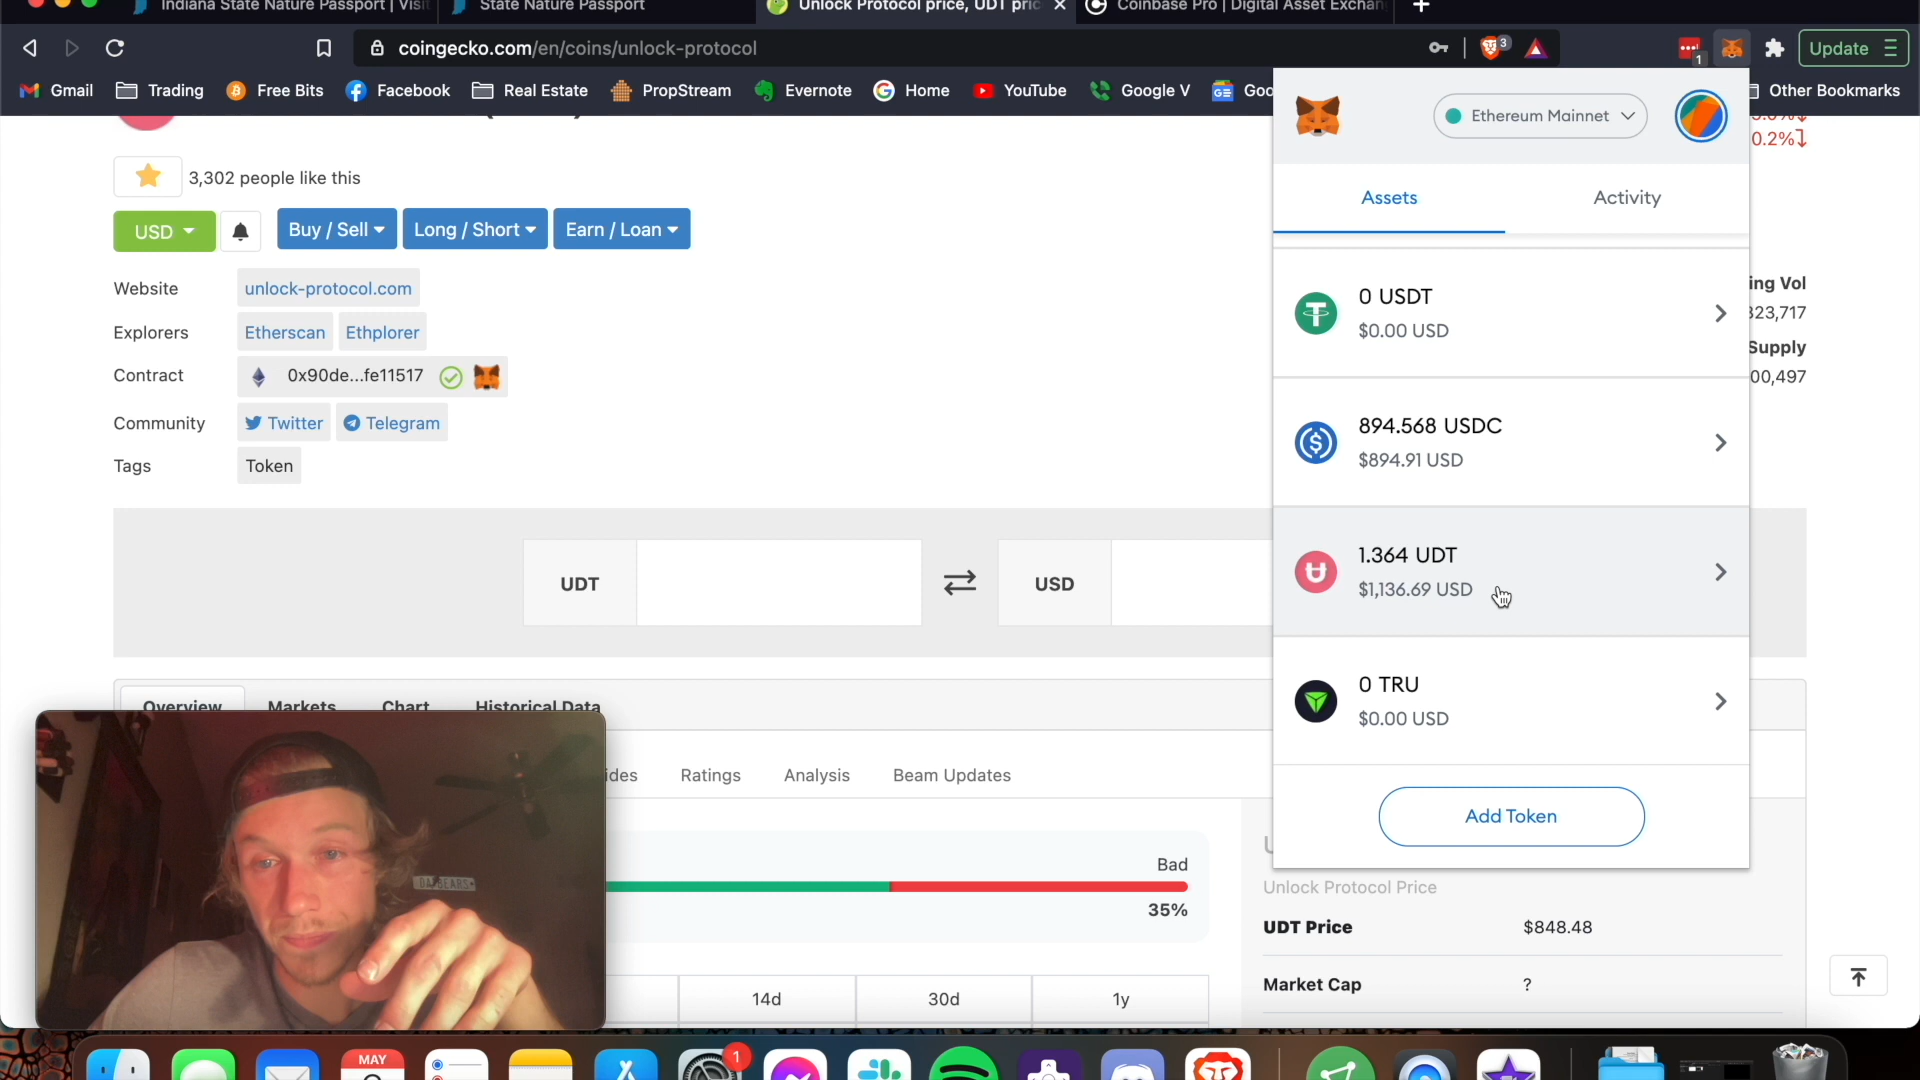 Indiana State Nature Passport | Visit
State Nature Passport
Unlock Protocol price, UDT pric
Coinbase Pro | Digital Asset Exchan
coingecko.com/en/coins/unlock-protocol
3
1
Update
Gmail
Trading
Free Bits
Facebook
Real Estate
PropStream
Evernote
Home
YouTube
Google V
Goo
Other Bookmarks
Ethereum Mainnet
0.2%
3,302 people like this
Assets
Activity
USD
Buy / Sell
Long / Short
Earn / Loan
Website
unlock-protocol.com
Explorers
Etherscan
Ethplorer
Contract
0x90de...fe11517
Community
Twitter
Telegram
Tags
Token
ing Vol
323,717
Supply
00,497
0 USDT
$0.00 USD
894.568 USDC
$894.91 USD
1.364 UDT
$1,136.69 USD
0 TRU
$0.00 USD
Add Token
UDT
USD
Overview
Markets
Chart
Historical Data
ides
Ratings
Analysis
Beam Updates
Bad
35%
DA BEARS
14d
30d
1y
Unlock Protocol Price
UDT Price
$848.48
Market Cap
?
MAY
1